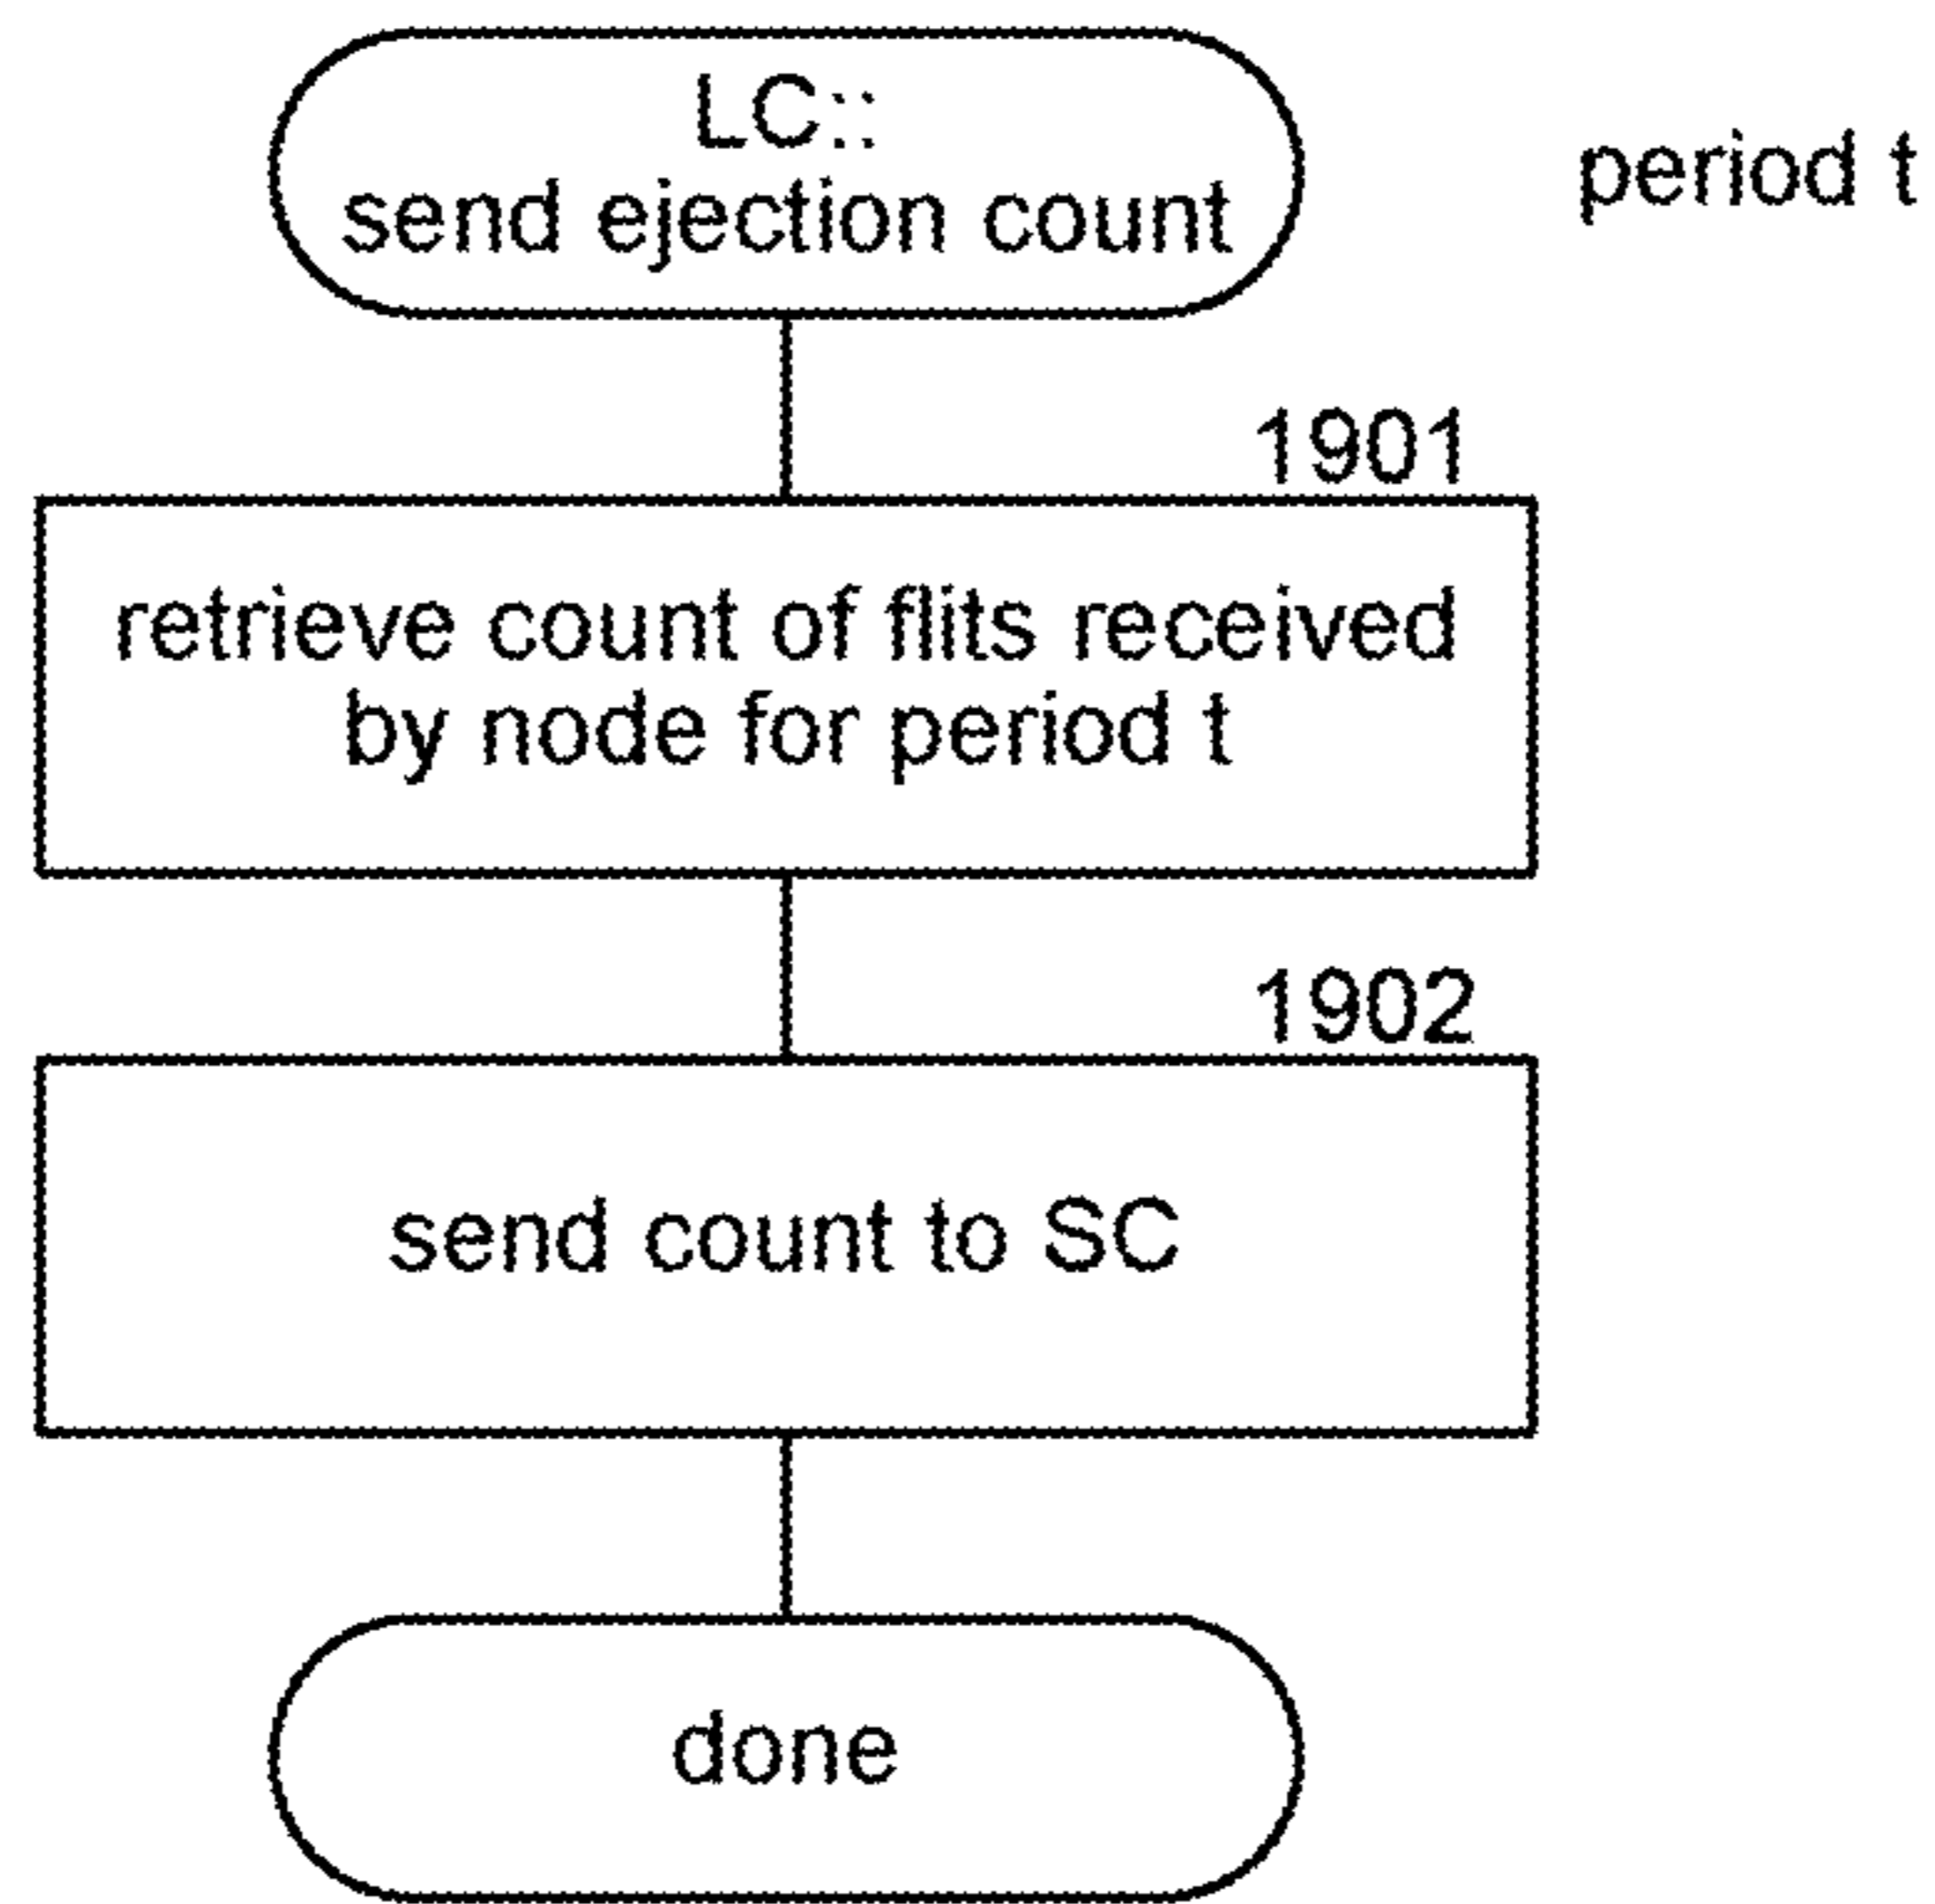 LC::
send ejection count
period t
1901
retrieve count of flits received
by node for period t
1902
send count to SC
done